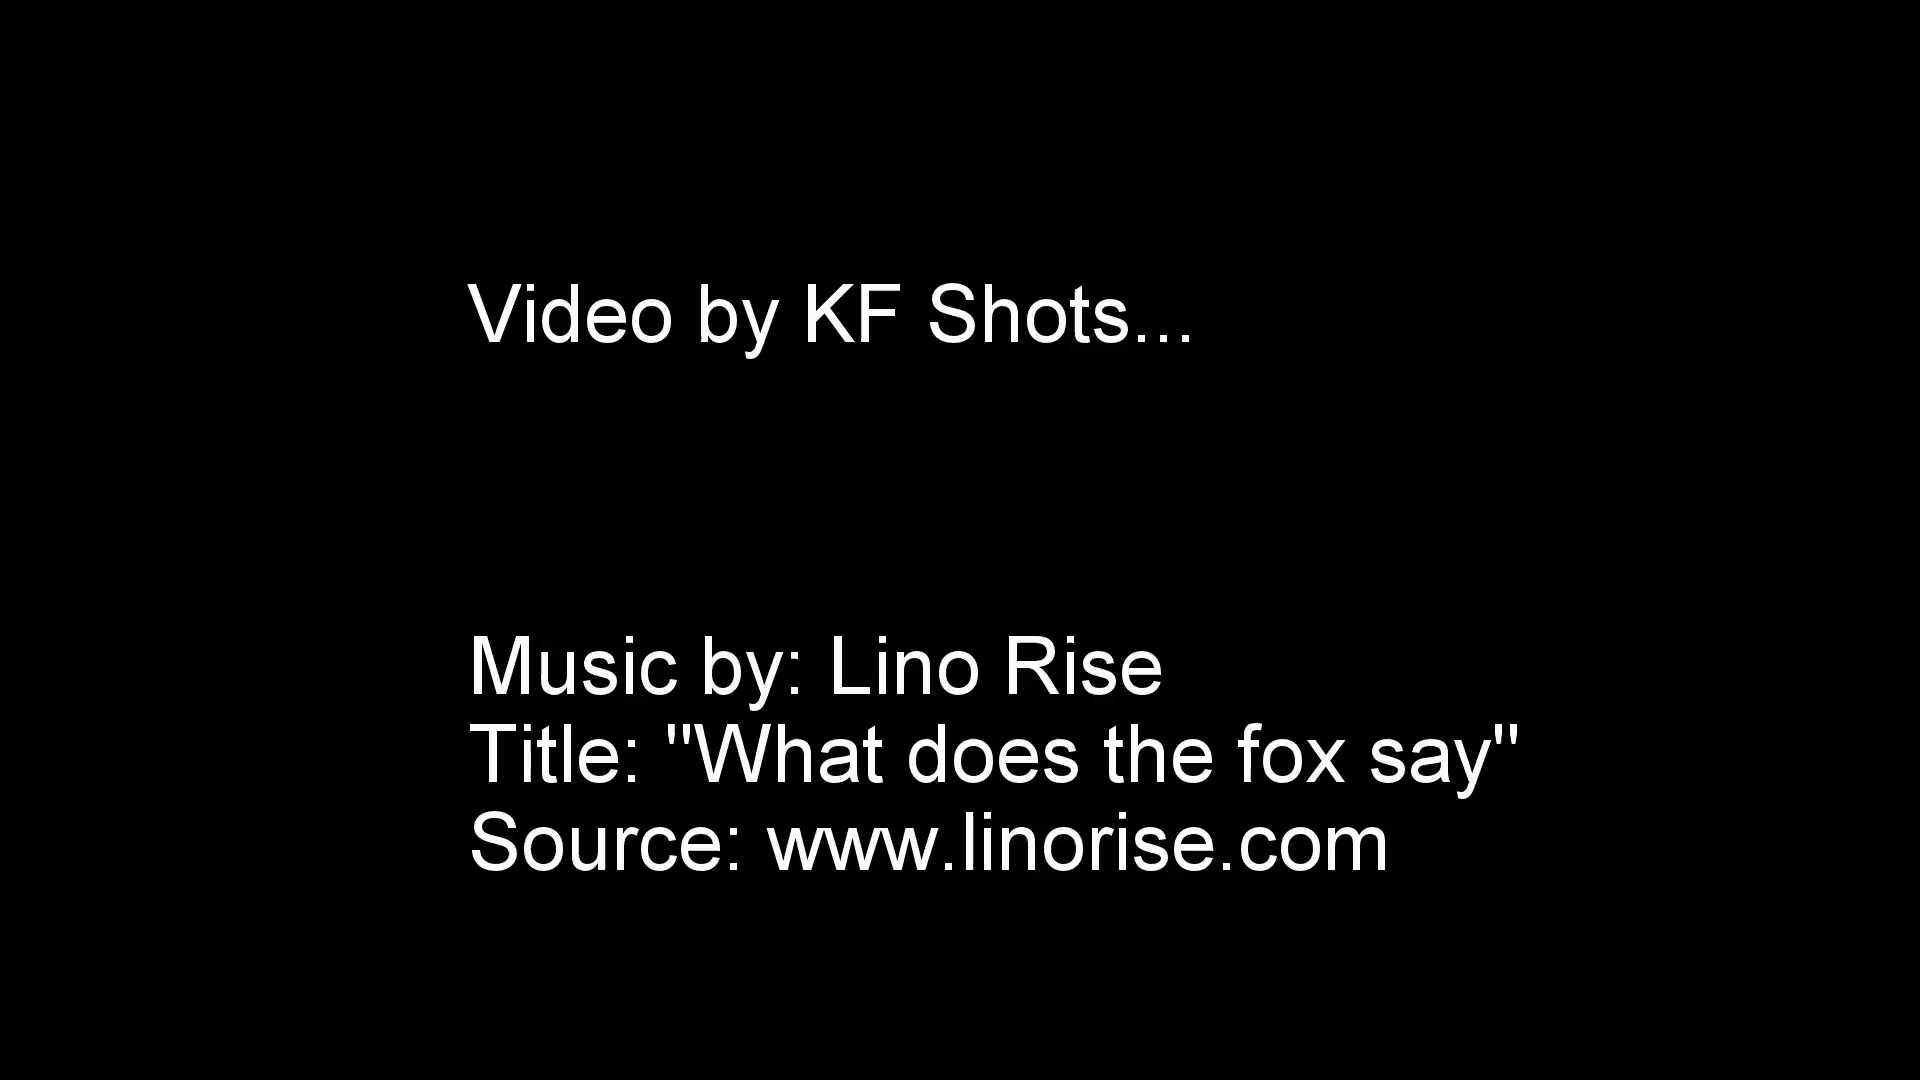 Video by KF Shots...
Music by: Lino Rise
Title: "What does the fox say"
Source: www.linorise.com